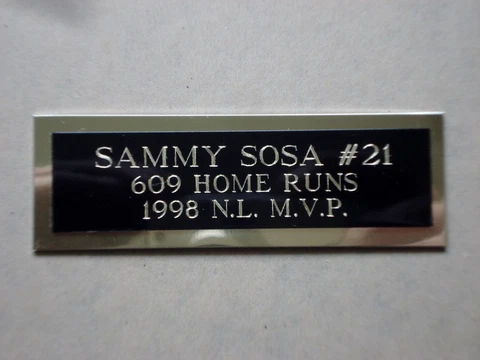 SAMMY SOSA #21
609 HOME RUNS
1998 N.L. M.V.P.